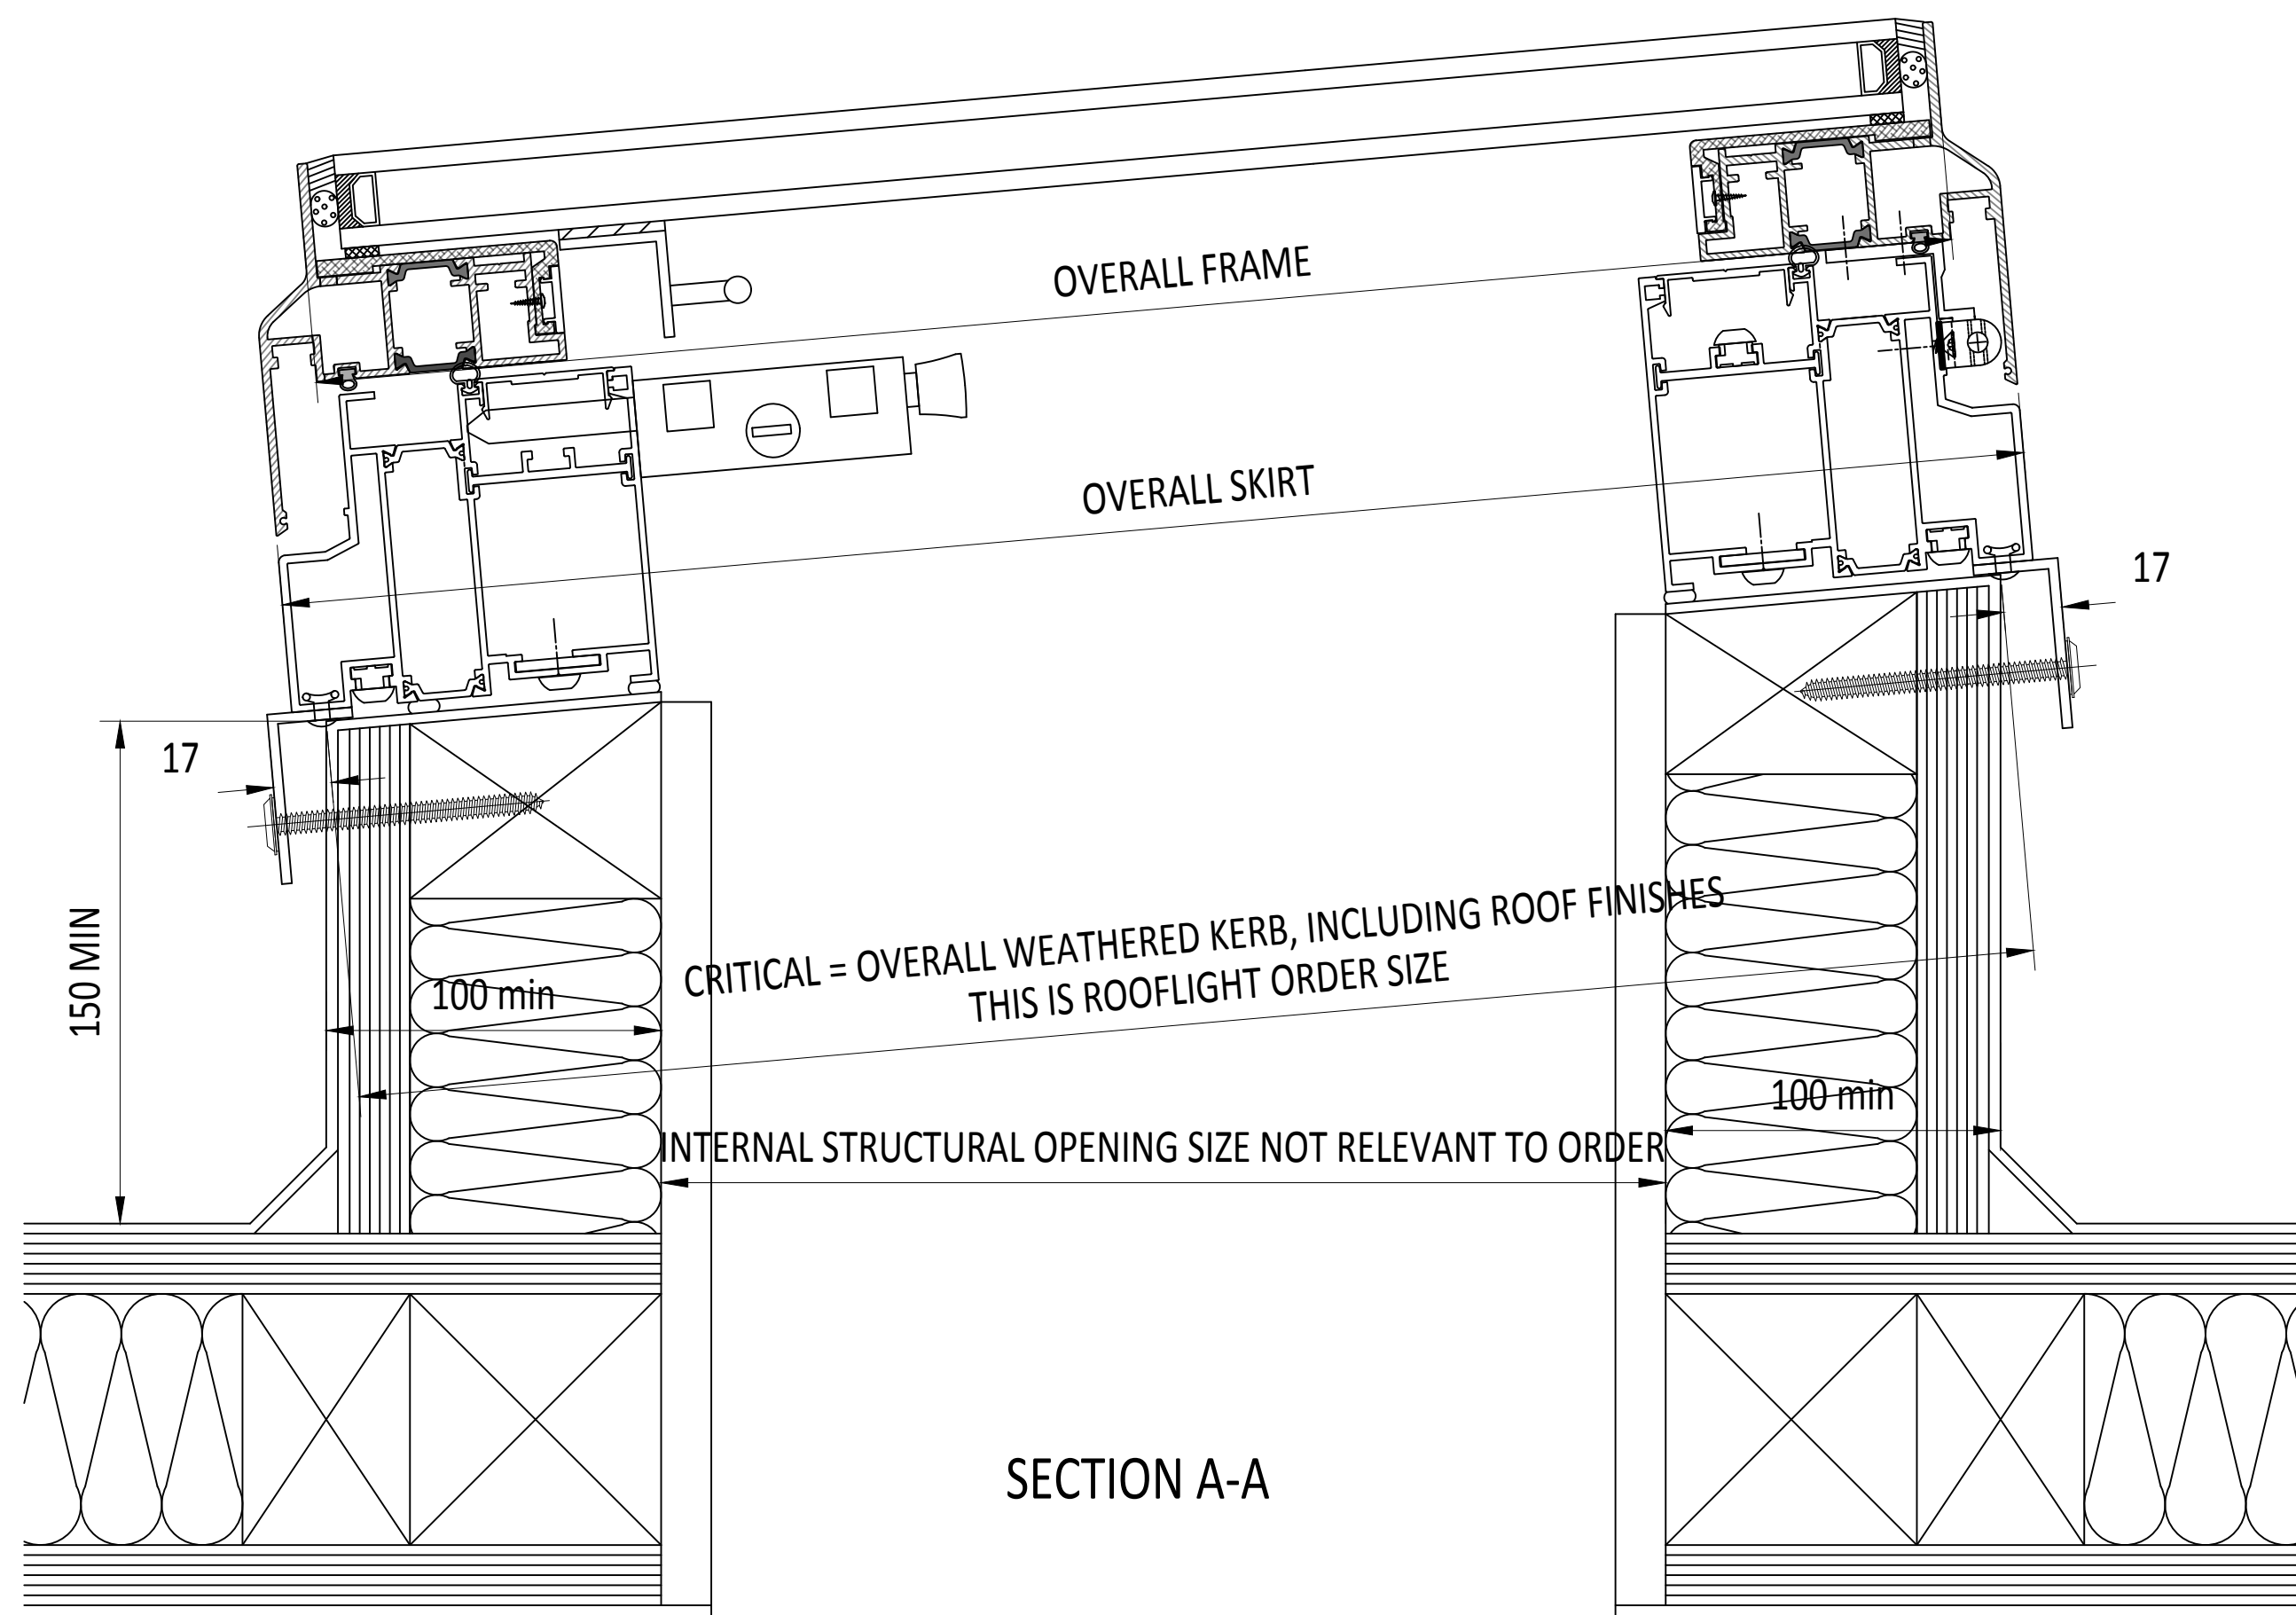 OVERALL FRAME
OVERALL SKIRT
17
17
150 MIN
CRITICAL = OVERALL WEATHERED KERB, INCLUDING ROOF FINISHES
THIS IS ROOFLIGHT ORDER SIZE
100 min
100 min
INTERNAL STRUCTURAL OPENING SIZE NOT RELEVANT TO ORDER
SECTION A-A